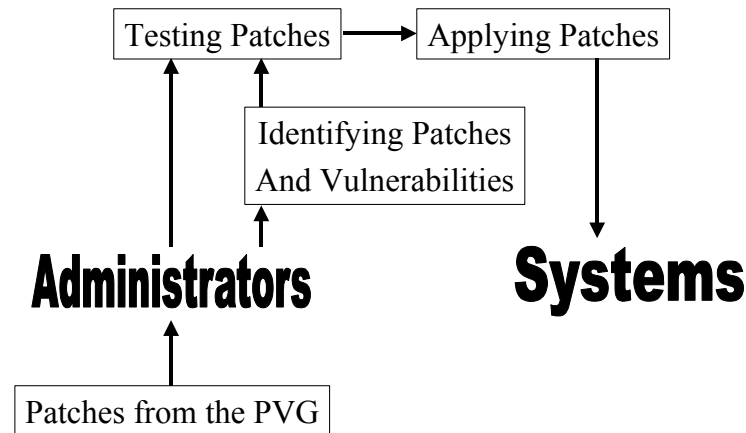 Testing Patches
Applying Patches
Identifying Patches
And Vulnerabilities
Administrators
Systems
Patches from the PVG